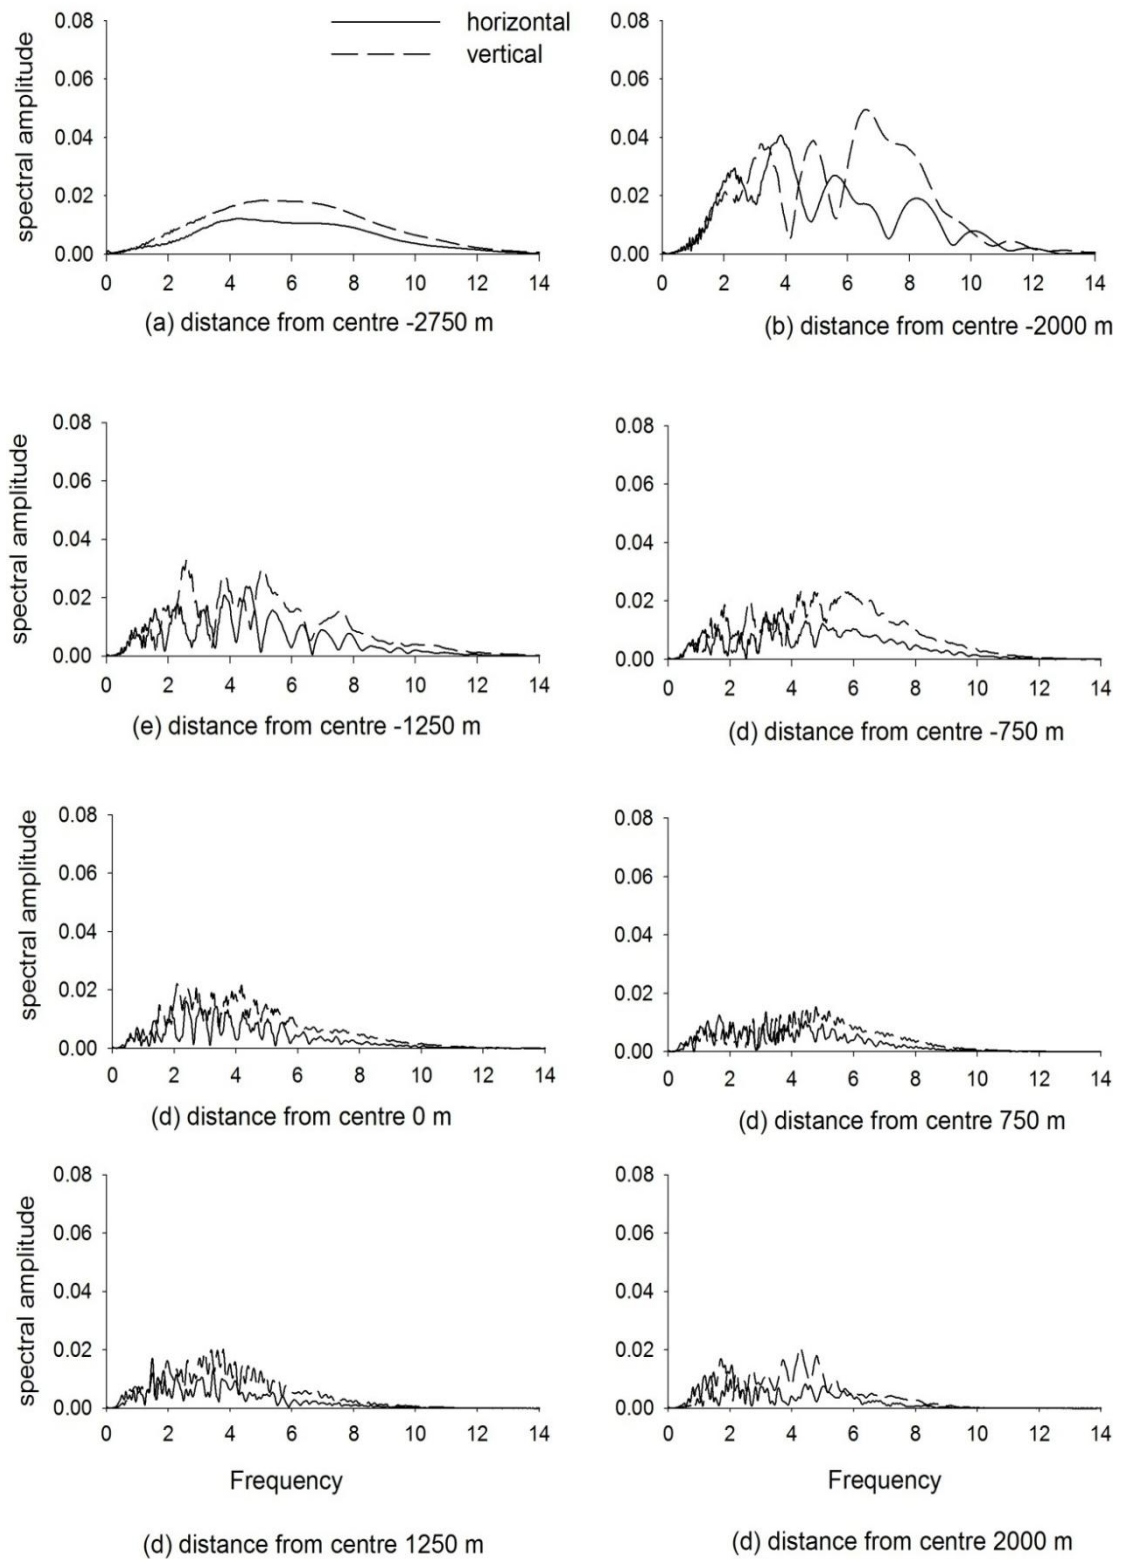 horizontal
vertical
spectral amplitude
0.08
0.06
0.04
0.02
0.00
0 2 4 6 8 10 12 14
(a) distance from centre -2750 m
0.08
0.06
0.04
0.02
0.00
0 2 4 6 8 10 12 14
(b) distance from centre -2000 m
spectral amplitude
0.08
0.06
0.04
0.02
0.00
0 2 4 6 8 10 12 14
(e) distance from centre -1250 m
0.08
0.06
0.04
0.02
0.00
0 2 4 6 8 10 12 14
(d) distance from centre -750 m
spectral amplitude
0.08
0.06
0.04
0.02
0.00
0 2 4 6 8 10 12 14
(d) distance from centre 0 m
0.08
0.06
0.04
0.02
0.00
0 2 4 6 8 10 12 14
(d) distance from centre 750 m
spectral amplitude
0.08
0.06
0.04
0.02
0.00
0 2 4 6 8 10 12 14
Frequency
(d) distance from centre 1250 m
0.08
0.06
0.04
0.02
0.00
0 2 4 6 8 10 12 14
Frequency
(d) distance from centre 2000 m